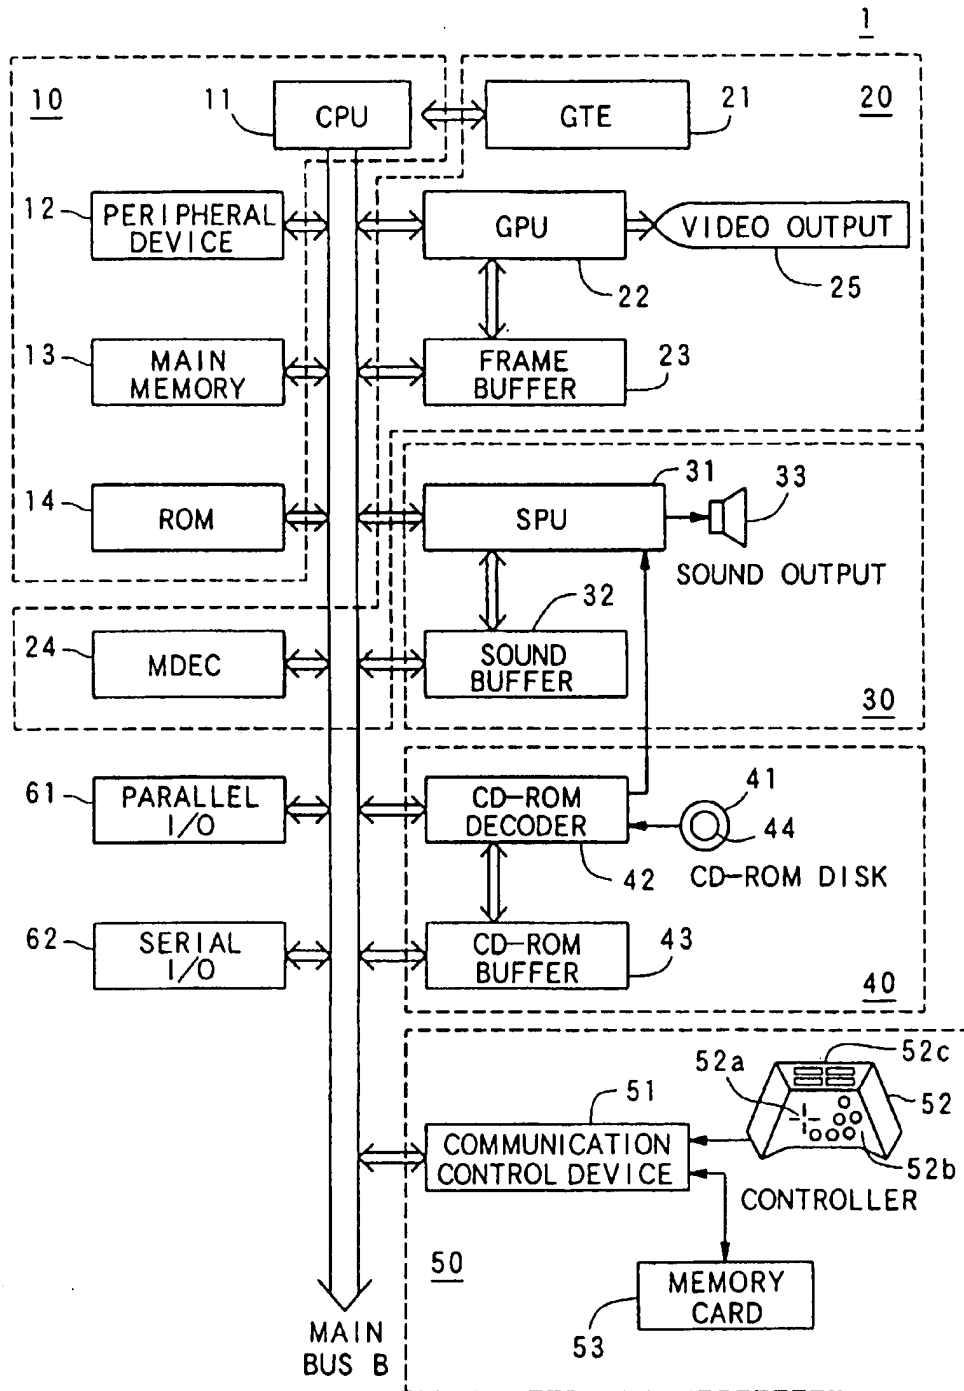 1
10
11
CPU
GTE
21
20
12
PERIPHERAL
DEVICE
GPU
22
VIDEO OUTPUT
25
13
MAIN
MEMORY
FRAME
BUFFER
23
14
ROM
SPU
31
33
SOUND OUTPUT
24
MDEC
32
SOUND
BUFFER
30
61
PARALLEL
I/O
CD-ROM
DECODER
42
41
44
CD-ROM DISK
62
SERIAL
I/O
CD-ROM
BUFFER
43
40
51
COMMUNICATION
CONTROL DEVICE
52a
52c
52
52b
CONTROLLER
50
MEMORY
CARD
53
MAIN
BUS B